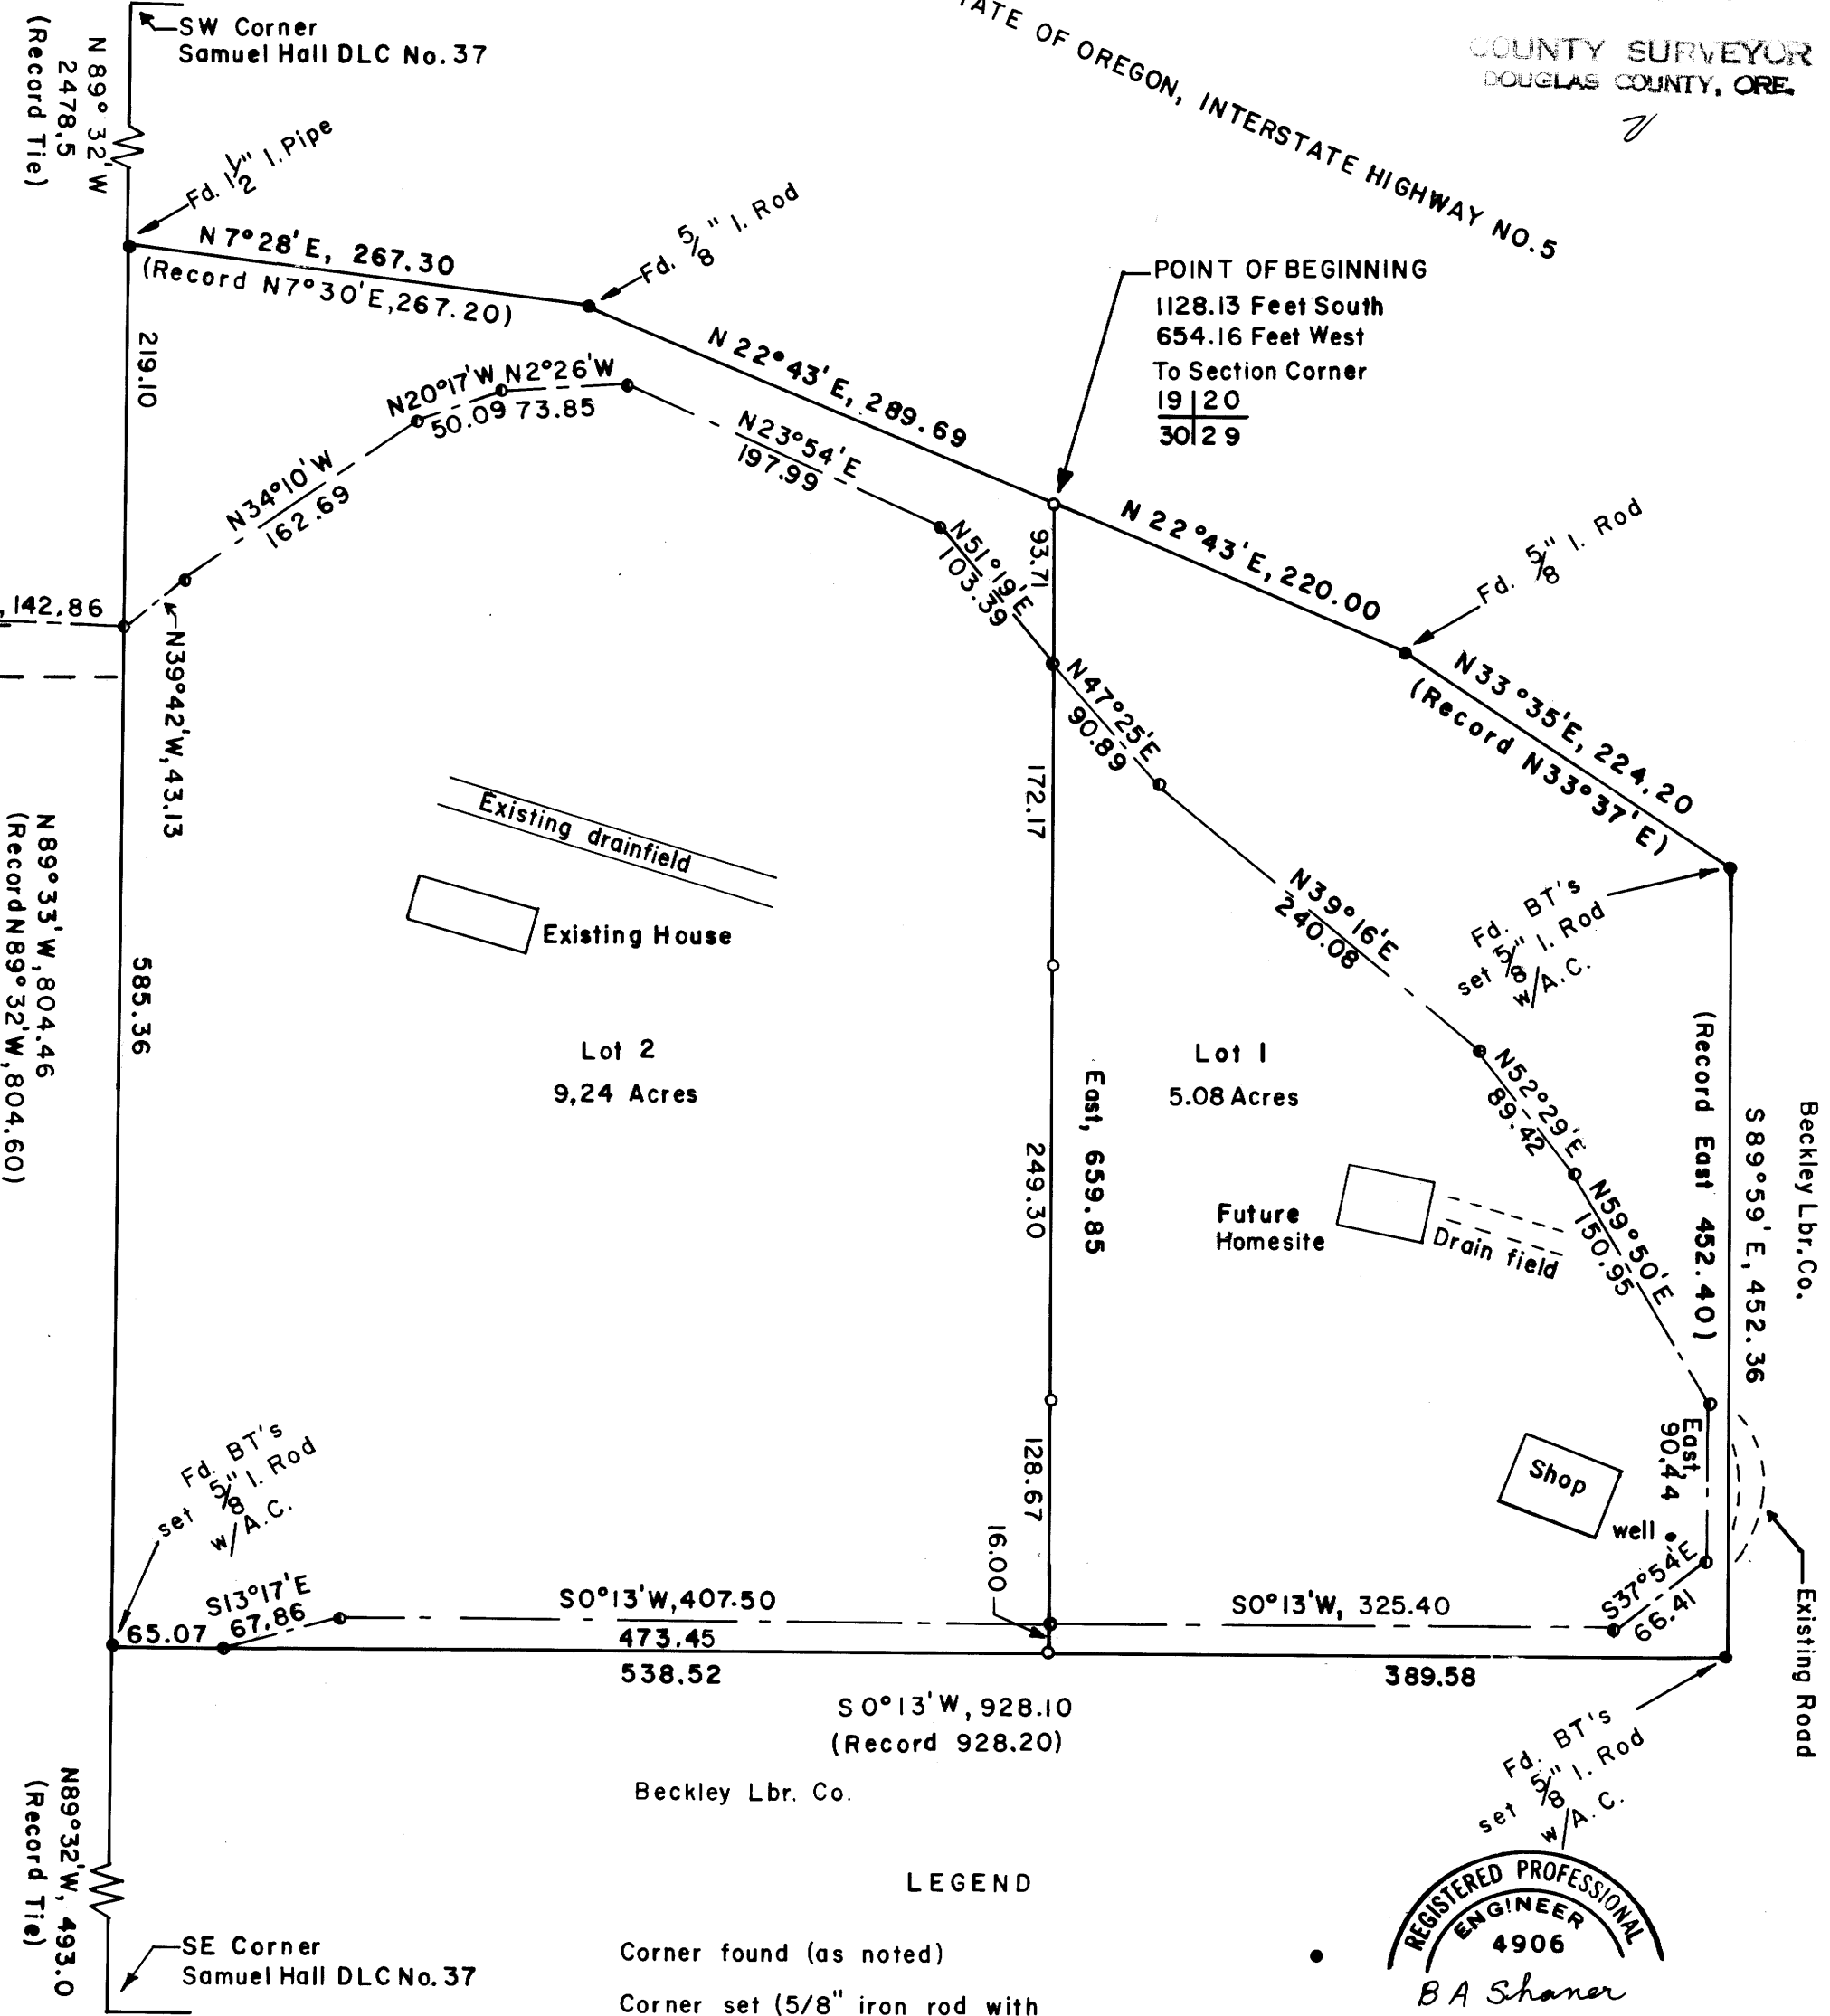 SW Corner
Samuel Hall DLC No. 37
N 89° 32' W
2478.5
(Record Tie)
OF OREGON, INTERSTATE HIGHWAY NO. 5
COUNTY SURVEYOR
DOUGLAS COUNTY, ORE.
Fd. 1 1/2" I. Pipe
N 7° 28' E, 267.30
(Record N7° 30' E, 267.20)
Fd. 5/8" I. Rod
N 22° 43' E, 289.69
POINT OF BEGINNING
1128.13 Feet South
654.16 Feet West
To Section Corner
19 | 20
30 | 29
219.10
N34° 10' W
162.69
N20° 17' W
50.09
N2° 26' W
73.85
N23° 54' E
197.99
N51° 19' E
103.39
93.71
N 22° 43' E, 220.00
Fd. 5/8" I. Rod
N33° 35' E, 224.20
(Record N33° 37' E)
, 142.86
N39° 42' W, 43.13
N47° 25' E
90.89
172.17
N39° 16' E
240.08
Fd. BT's
set 5/8" I. Rod
w/A.C.
Existing drainfield
Existing House
N89° 33' W, 804.46
(Record N89° 32' W, 804.60)
585.36
Lot 2
9.24 Acres
Lot 1
5.08 Acres
East, 659.85
249.30
N52° 29' E
89.42
N59° 50' E
150.95
(Record East 452.40)
S 89° 59' E, 452.36
Beckley Lbr. Co.
Future
Homesite
Drain field
128.67
16.00
East,
90.44
Shop
well
S37° 54' E
66.41
Existing Road
Fd. BT's
set 5/8" I. Rod
w/A.C.
65.07
S13° 17' E
67.86
S0° 13' W, 407.50
473.45
538.52
S0° 13' W, 325.40
389.58
S 0° 13' W, 928.10
(Record 928.20)
Beckley Lbr. Co.
Fd. BT's
set 5/8" I. Rod
w/A.C.
N89° 32' W, 493.0
(Record Tie)
SE Corner
Samuel Hall DLC No. 37
LEGEND
Corner found (as noted)
Corner set (5/8" iron rod with
REGISTERED PROFESSIONAL
ENGINEER
4906
B A Shaner